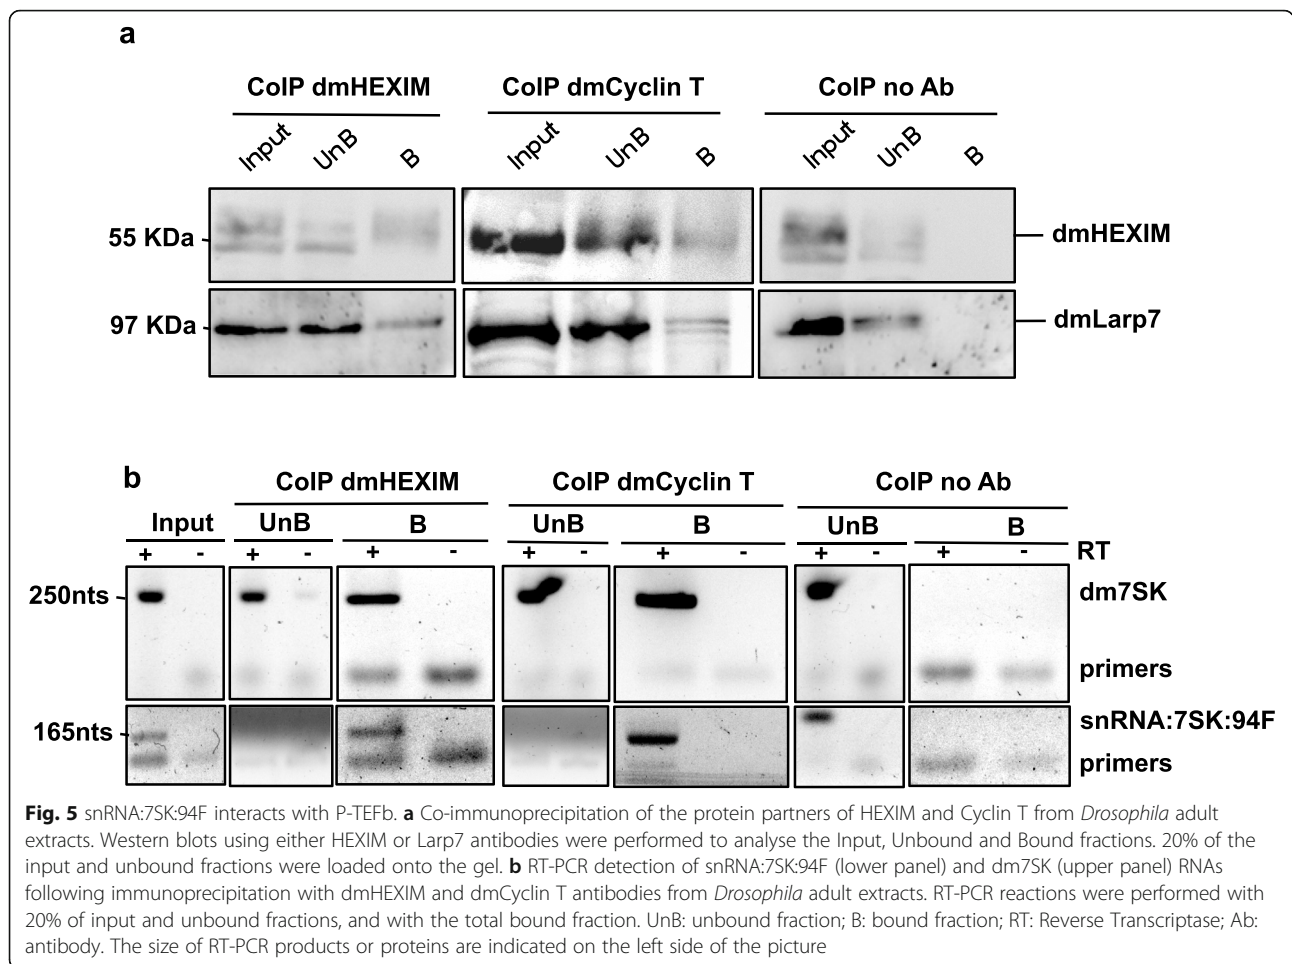 a
CoIP dmHEXIM CoIP dmCyclin T CoIP no Ab
Input UnB B Input UnB B Input UnB B
55 KDa dmHEXIM
97 KDa dmLarp7
b
CoIP dmHEXIM CoIP dmCyclin T CoIP no Ab
Input UnB B UnB B UnB B
+ - + - + - + - + - + - + - RT
250nts dm7SK
primers
165nts snRNA:7SK:94F
primers
Fig. 5 snRNA:7SK:94F interacts with P-TEFb. a Co-immunoprecipitation of the protein partners of HEXIM and Cyclin T from Drosophila adult
extracts. Western blots using either HEXIM or Larp7 antibodies were performed to analyse the Input, Unbound and Bound fractions. 20% of the
input and unbound fractions were loaded onto the gel. b RT-PCR detection of snRNA:7SK:94F (lower panel) and dm7SK (upper panel) RNAs
following immunoprecipitation with dmHEXIM and dmCyclin T antibodies from Drosophila adult extracts. RT-PCR reactions were performed with
20% of input and unbound fractions, and with the total bound fraction. UnB: unbound fraction; B: bound fraction; RT: Reverse Transcriptase; Ab:
antibody. The size of RT-PCR products or proteins are indicated on the left side of the picture